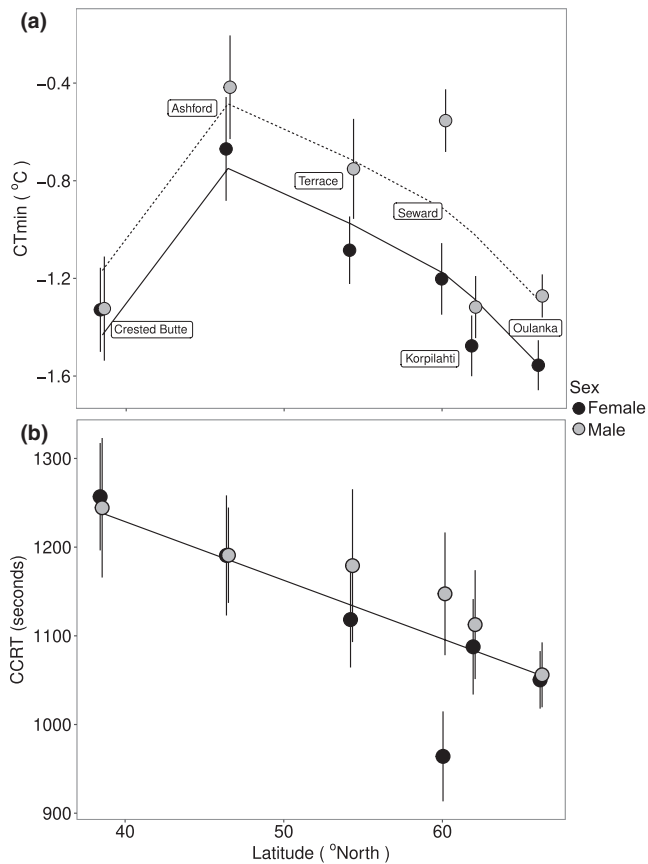 (a)
−0.4
−0.8
−1.2
−1.6
CTmin ( °C)
Ashford
Terrace
Seward
Crested Butte
Korpilahti
Oulanka
Sex
Female
Male
(b)
1300
1200
1100
1000
900
CCRT (seconds)
40
50
60
Latitude ( °North )